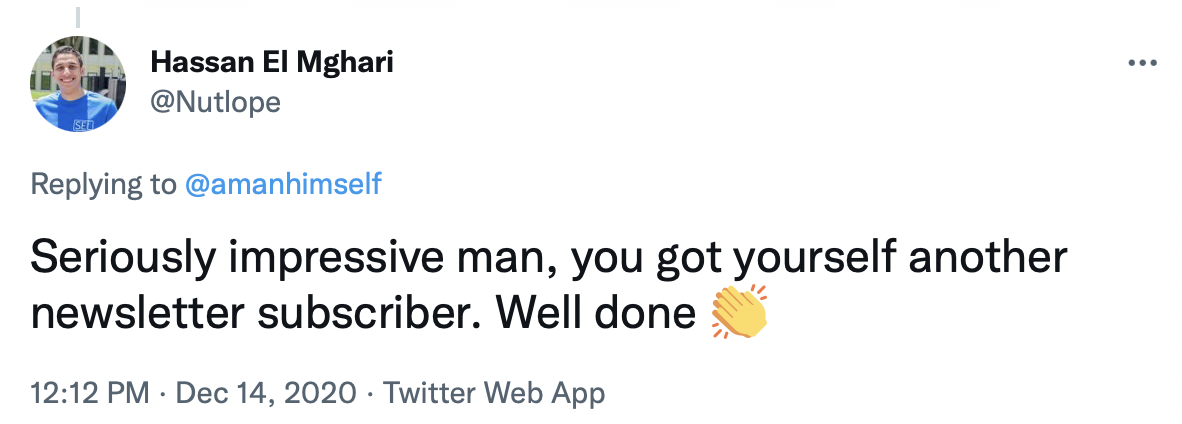 Hassan El Mghari
@Nutlope
Replying to @amanhimself
Seriously impressive man, you got yourself another
newsletter subscriber. Well done 👏
12:12 PM · Dec 14, 2020 · Twitter Web App
SEL